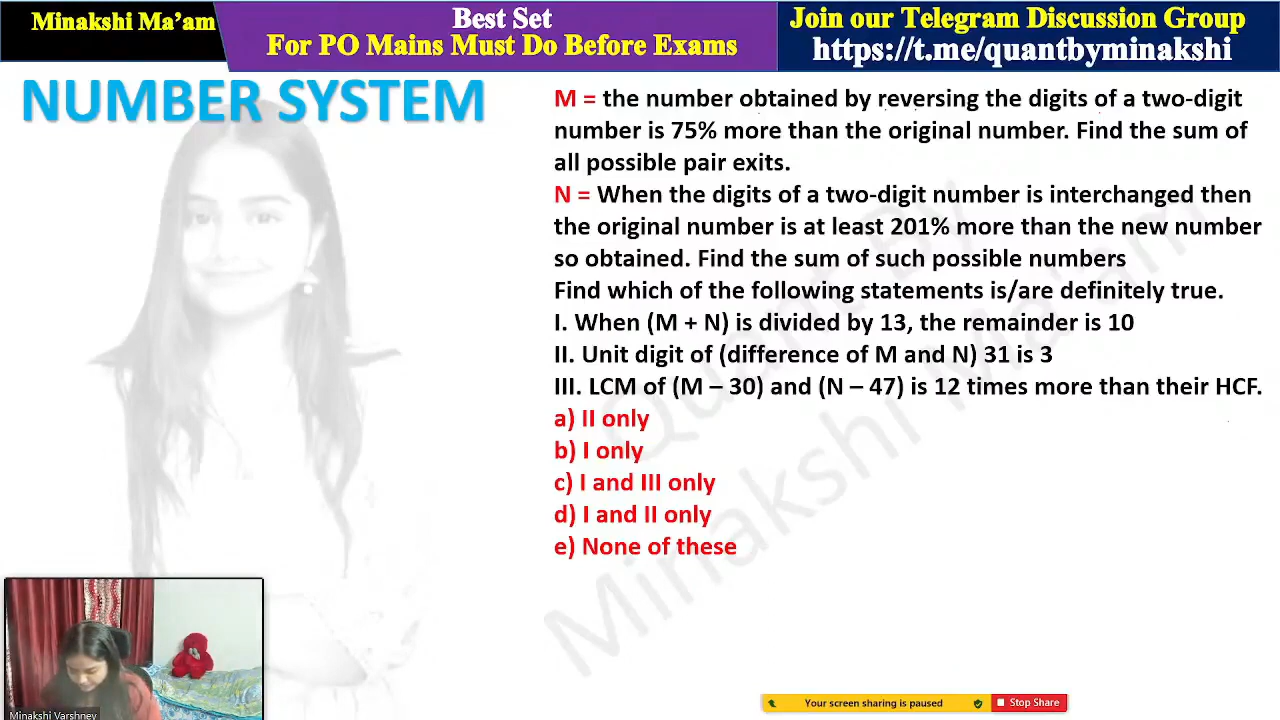 Minakshi Ma'am
Best Set
For PO Mains Must Do Before Exams
Join our Telegram Discussion Group
https://t.me/quantbyminakshi
NUMBER SYSTEM
M = the number obtained by reversing the digits of a two-digit
number is 75% more than the original number. Find the sum of
all possible pair exits.
N = When the digits of a two-digit number is interchanged then
the original number is at least 201% more than the new number
so obtained. Find the sum of such possible numbers
Find which of the following statements is/are definitely true.
I. When (M + N) is divided by 13, the remainder is 10
II. Unit digit of (difference of M and N) 31 is 3
III. LCM of (M – 30) and (N – 47) is 12 times more than their HCF.
a) II only
b) I only
c) I and III only
d) I and II only
e) None of these
Quant By
Minakshi Ma'am
Minakshi Varshney
Your screen sharing is paused
Stop Share